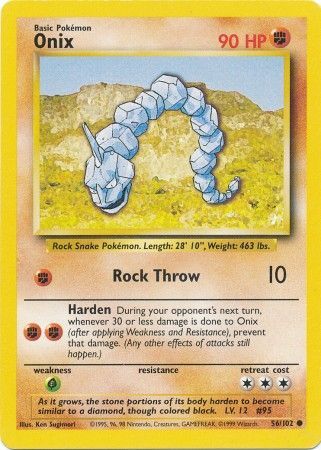 Basic Pokémon
Onix 90 HP
Rock Snake Pokémon. Length: 28' 10", Weight: 463 lbs.
Rock Throw 10
Harden During your opponent's next turn,
whenever 30 or less damage is done to Onix
(after applying Weakness and Resistance), prevent
that damage. (Any other effects of attacks still
happen.)
weakness resistance retreat cost
As it grows, the stone portions of its body harden to become
similar to a diamond, though colored black. LV. 12 #95
Illus. Ken Sugimori ©1995, 96, 98 Nintendo, Creatures, GAMEFREAK. ©1999 Wizards. 56/102